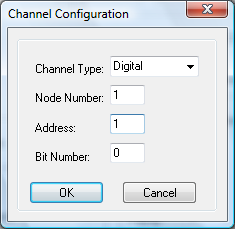 Channel Configuration
Channel Type: Digital
Node Number: 1
Address: 1
Bit Number: 0
OK Cancel